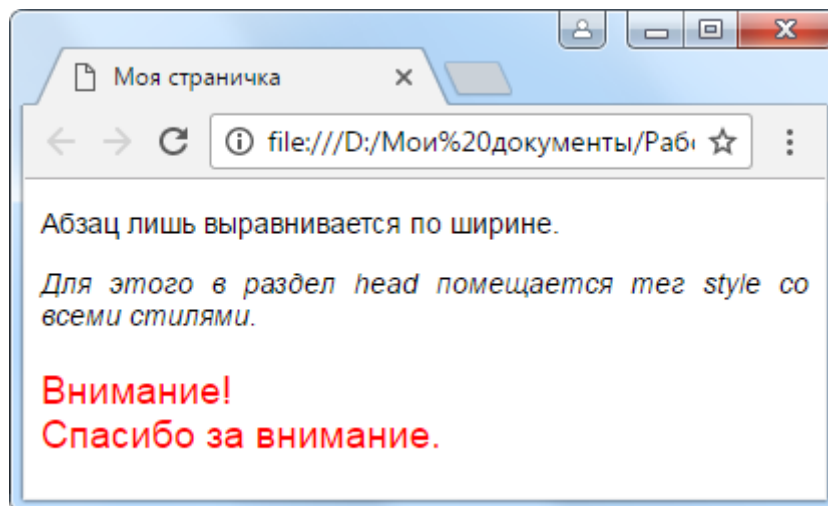 Моя страничка
file:///D:/Мои%20документы/Раб
Абзац лишь выравнивается по ширине.
Для этого в раздел head помещается тег style со
всеми стилями.
Внимание!
Спасибо за внимание.